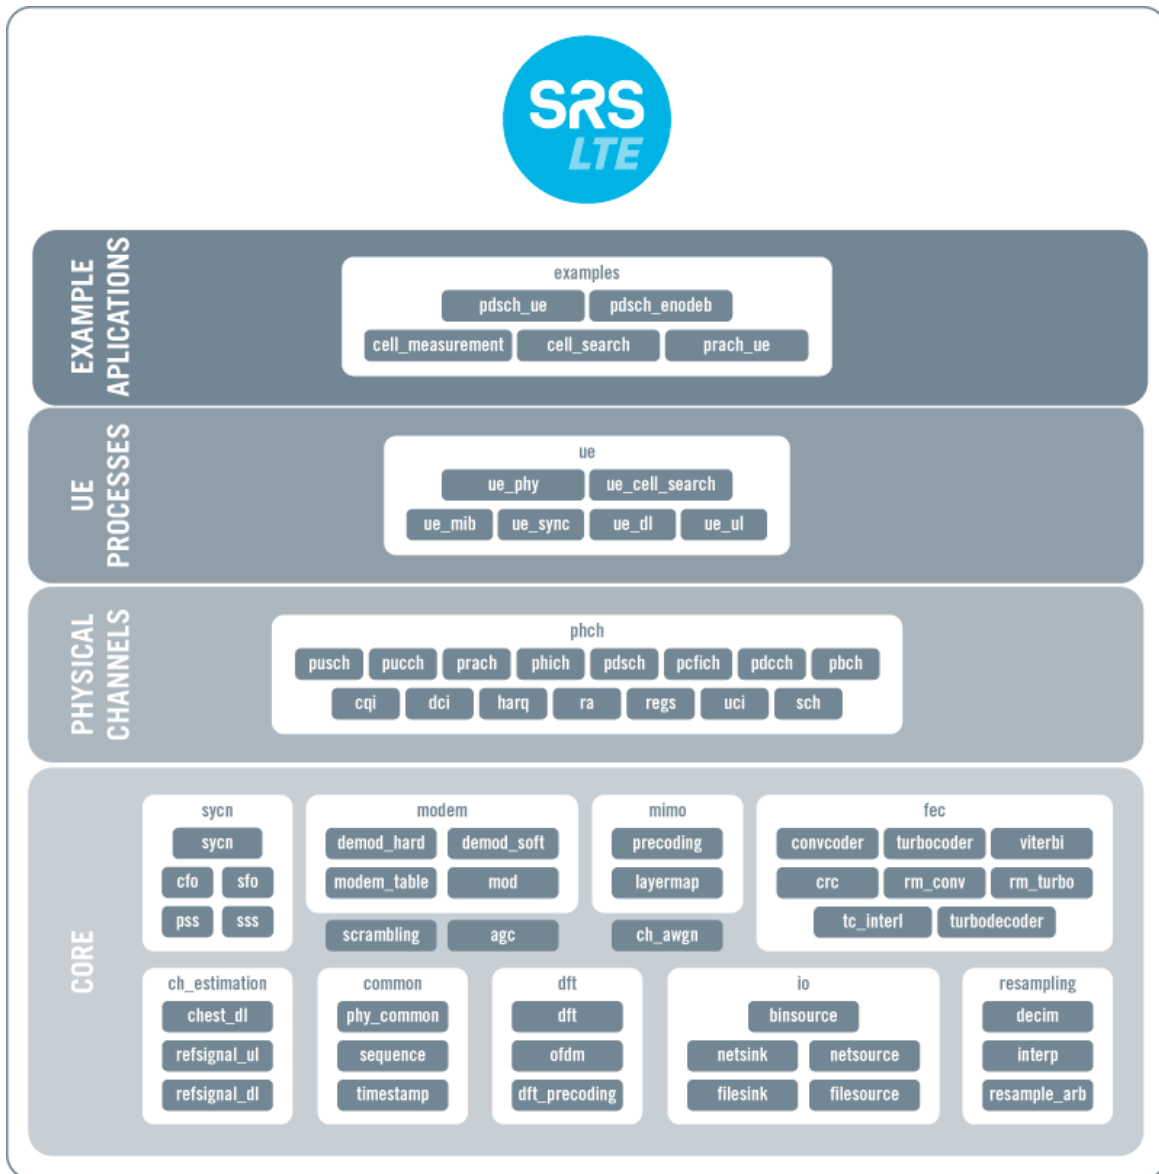 SRS
LTE
EXAMPLE
APLICATIONS
examples
pdsch_ue pdsch_enodeb
cell_measurement cell_search prach_ue
UE
PROCESSES
ue
ue_phy ue_cell_search
ue_mib ue_sync ue_dl ue_ul
PHYSICAL
CHANNELS
phch
pusch pucch prach phich pdsch pcfich pdcch pbch
cqi dci harq ra regs uci sch
CORE
sycn
sycn
cfo sfo
pss sss
modem
demod_hard demod_soft
modem_table mod
scrambling agc
mimo
precoding
layermap
ch_awgn
fec
convcoder turbocoder viterbi
crc rm_conv rm_turbo
tc_interl turbodecoder
ch_estimation
chest_dl
refsignal_ul
refsignal_dl
common
phy_common
sequence
timestamp
dft
dft
ofdm
dft_precoding
io
binsource
netsink netsource
filesink filesource
resampling
decim
interp
resample_arb